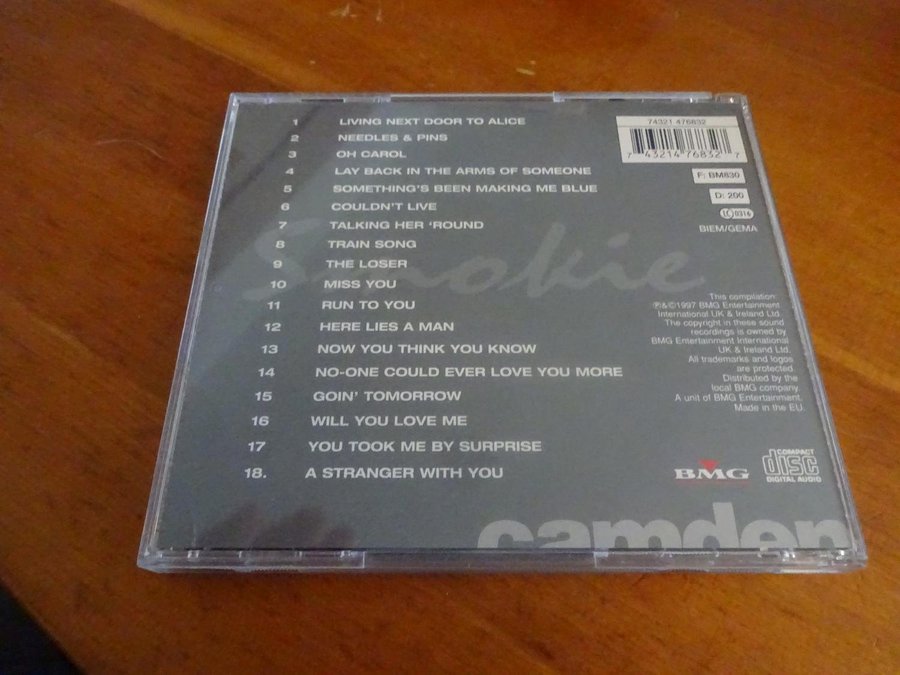 1 LIVING NEXT DOOR TO ALICE
2 NEEDLES & PINS
3 OH CAROL
4 LAY BACK IN THE ARMS OF SOMEONE
5 SOMETHING'S BEEN MAKING ME BLUE
6 COULDN'T LIVE
7 TALKING HER 'ROUND
8 TRAIN SONG
9 THE LOSER
10 MISS YOU
11 RUN TO YOU
12 HERE LIES A MAN
13 NOW YOU THINK YOU KNOW
14 NO-ONE COULD EVER LOVE YOU MORE
15 GOIN' TOMORROW
16 WILL YOU LOVE ME
17 YOU TOOK ME BY SURPRISE
18. A STRANGER WITH YOU
Smokie
74321 476832
7 43214 76832 7
F: BM830
D: 200
LC 0316
BIEM/GEMA
This compilation:
℗&©1997 BMG Entertainment
International UK & Ireland Ltd.
The copyright in these sound
recordings is owned by
BMG Entertainment International
UK & Ireland Ltd.
All trademarks and logos
are protected.
Distributed by the
local BMG company.
A unit of BMG Entertainment.
Made in the EU.
BMG
COMPACT
disc
DIGITAL AUDIO
camden